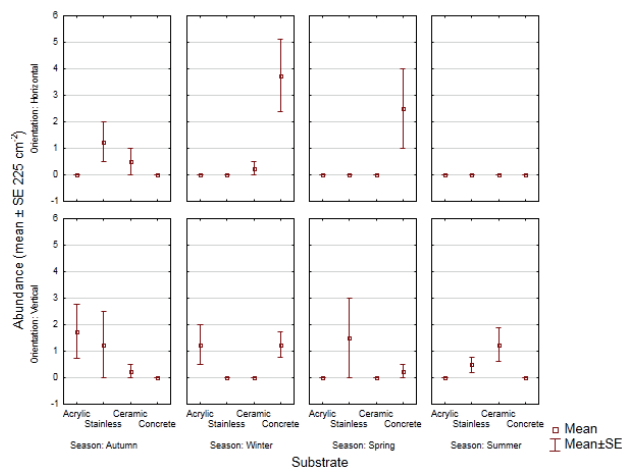 Abundance (mean ± SE 225 cm⁻²)
Orientation: Horizontal
6
5
4
3
2
1
0
-1
Orientation: Vertical
6
5
4
3
2
1
0
-1
Acrylic Ceramic Acrylic Ceramic Acrylic Ceramic Acrylic Ceramic
Stainless Concrete Stainless Concrete Stainless Concrete Stainless Concrete
Season: Autumn Season: Winter Season: Spring Season: Summer
Substrate
Mean
Mean±SE